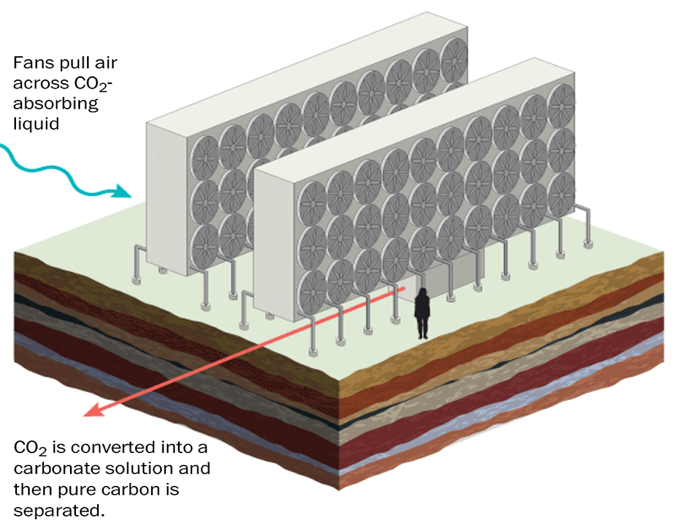 Fans pull air
across CO₂-
absorbing
liquid
CO₂ is converted into a
carbonate solution and
then pure carbon is
separated.